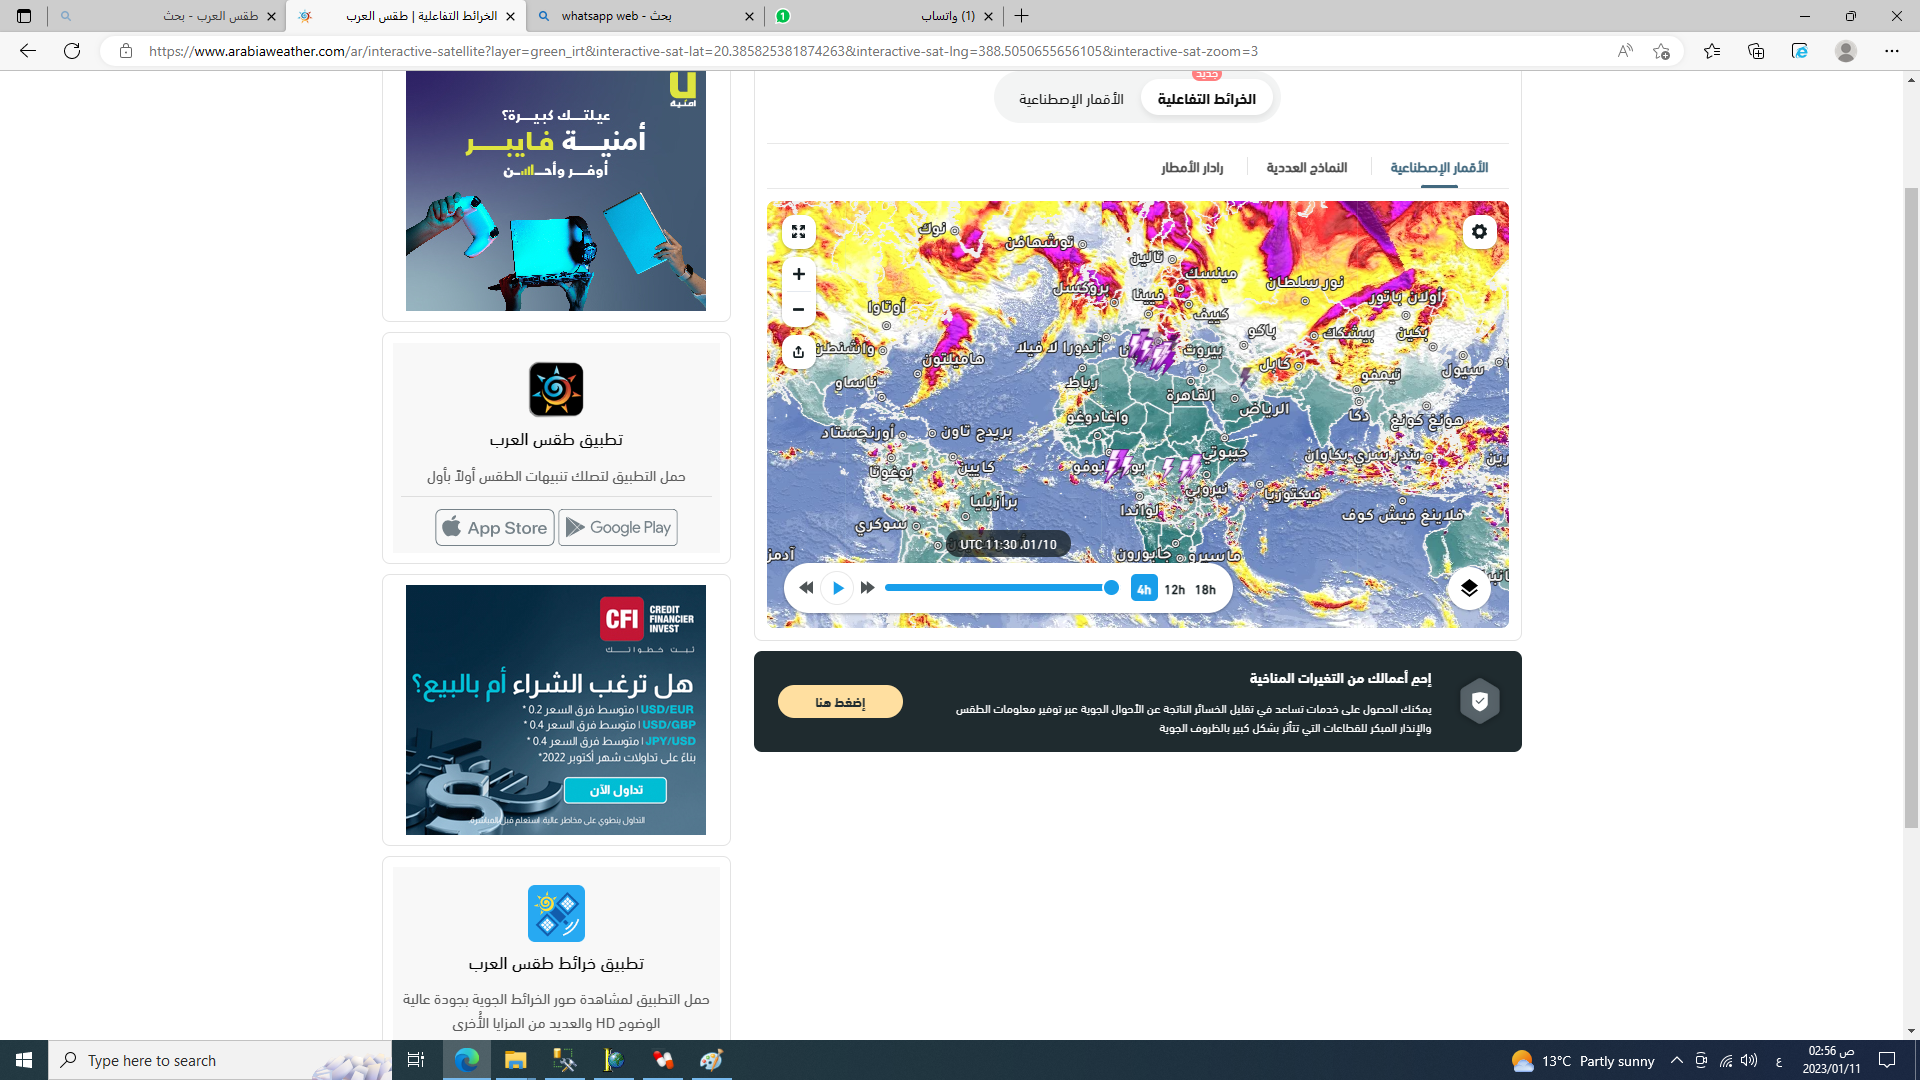 طقس العرب - بحث
الخرائط التفاعلية | طقس العرب
whatsapp web - بحث
(1) واتساب
https://www.arabiaweather.com/ar/interactive-satellite?layer=green_irt&interactive-sat-lat=20.385825381874263&interactive-sat-lng=388.5050655656105&interactive-sat-zoom=3
جديد
الخرائط التفاعلية
الأقمار الإصطناعية
الأقمار الإصطناعية
النماذج العددية
رادار الأمطار
نوك
توشهافن
تالين
مينسك
نور سلطان
بروكسل
فيينا
أولان باتور
أوتاوا
كييف
باكو
بيشكك
بكين
واشنطن
هاميلتون
أندورا لا فيلا
بيروت
كابل
سيول
ناساو
رباط
القاهرة
الرياض
تيمفو
دكا
هونغ كونغ
واغادوغو
أورنجستاد
بريدج تاون
جيبوتي
بندر سري بكاوان
بوغوتا
كايين
نوفو
نيروبي
فيكتوريا
برازيليا
لواندا
فلاينغ فيش كوف
سوكري
جابورون
ماسيرو
01/10، 11:30 UTC
4h
12h
18h
إحمِ أعمالك من التغيرات المناخية
يمكنك الحصول على خدمات تساعد في تقليل الخسائر الناتجة عن الأحوال الجوية عبر توفير معلومات الطقس
والإنذار المبكر للقطاعات التي تتأثر بشكل كبير بالظروف الجوية
إضغط هنا
أمنية
عيلتك كبيرة؟
أمنية فايبر
أوفر وأحسن
تطبيق طقس العرب
حمل التطبيق لتصلك تنبيهات الطقس أولاً بأول
App Store
Google Play
CFI
CREDIT
FINANCIER
INVEST
ثبت خطواتك
هل ترغب الشراء أم بالبيع؟
USD/EUR | متوسط فرق السعر 0.2 *
USD/GBP | متوسط فرق السعر 0.4 *
JPY/USD | متوسط فرق السعر 0.4 *
بناءً على تداولات شهر أكتوبر 2022*
تداول الآن
التداول ينطوي على مخاطر عالية. استعلم قبل المباشرة.
تطبيق خرائط طقس العرب
حمل التطبيق لمشاهدة صور الخرائط الجوية بجودة عالية
الوضوح HD والعديد من المزايا الأُخرى
Type here to search
13°C Partly sunny
ع
02:56 ص
2023/01/11